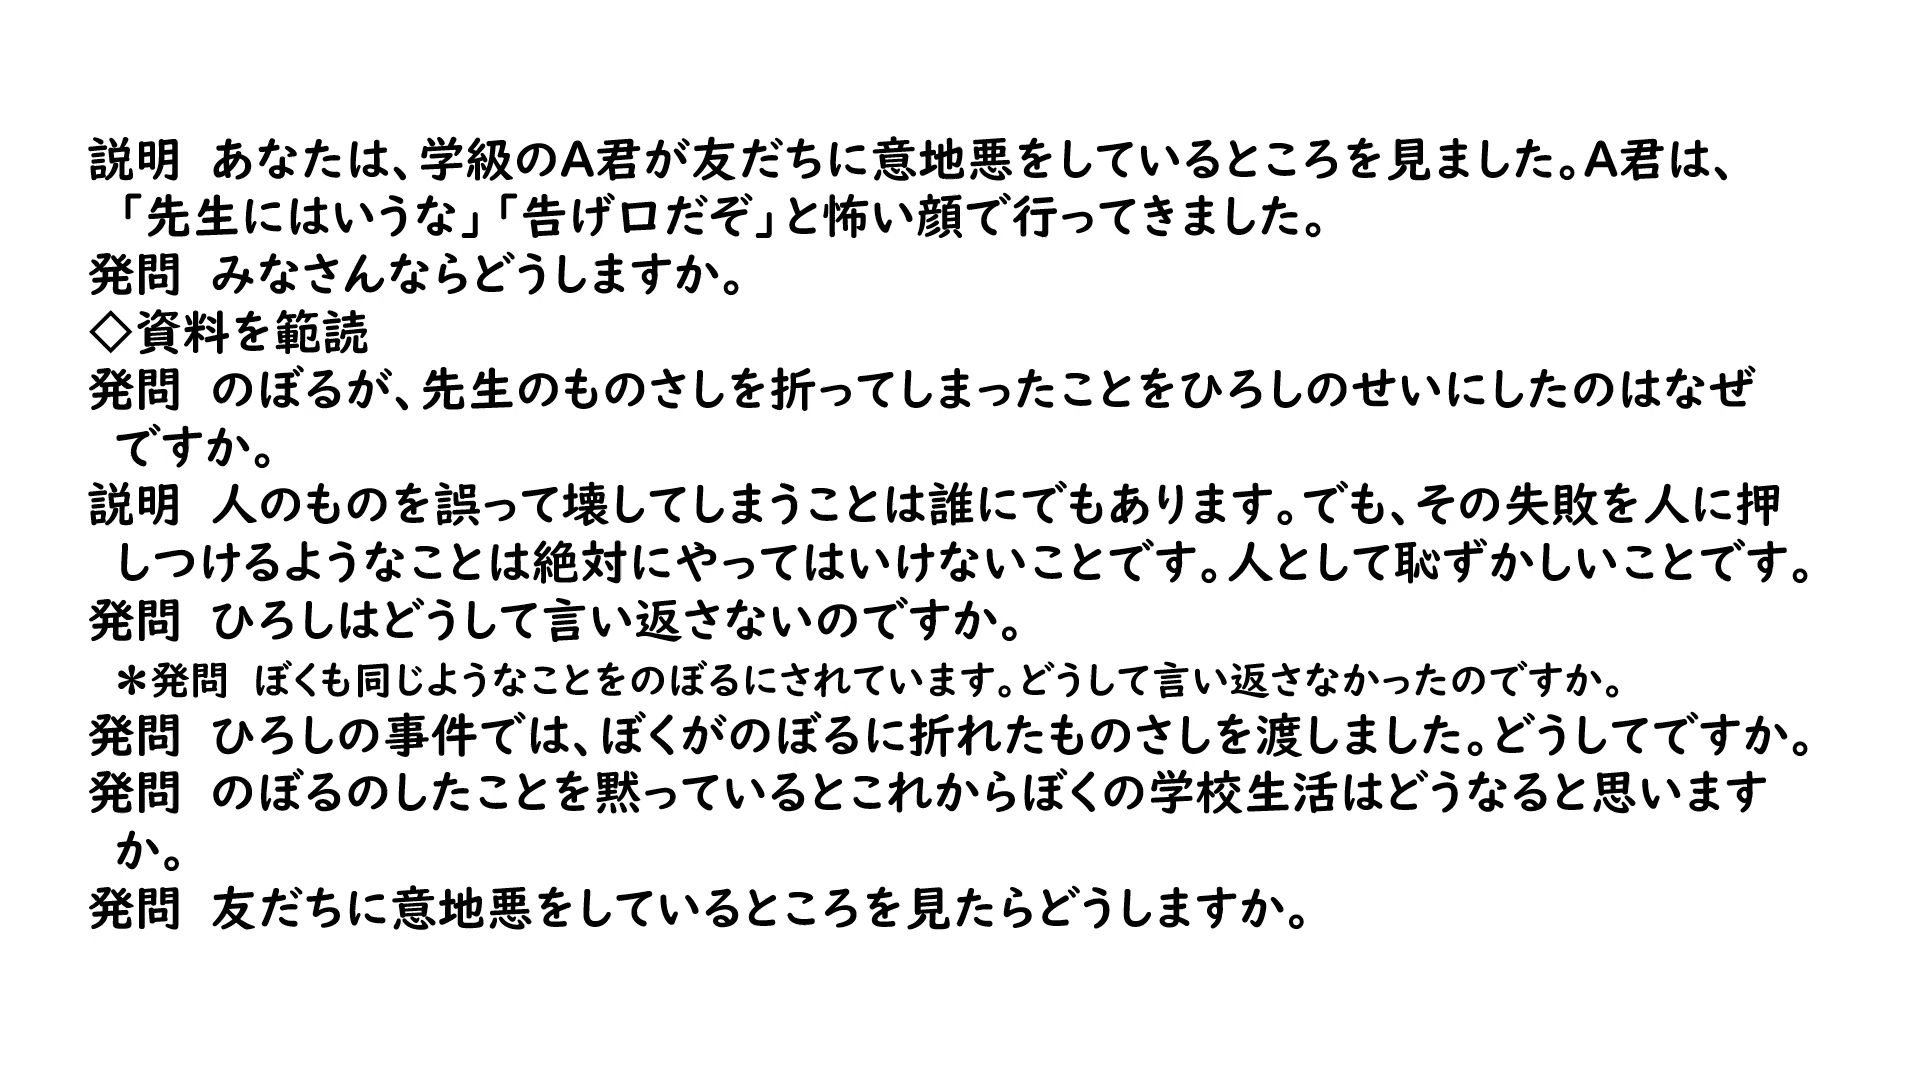 説明　あなたは、学級のA君が友だちに意地悪をしているところを見ました。A君は、
「先生にはいうな」「告げ口だぞ」と怖い顔で行ってきました。
発問　みなさんならどうしますか。
◇資料を範読
発問　のぼるが、先生のものさしを折ってしまったことをひろしのせいにしたのはなぜ
ですか。
説明　人のものを誤って壊してしまうことは誰にでもあります。でも、その失敗を人に押
しつけるようなことは絶対にやってはいけないことです。人として恥ずかしいことです。
発問　ひろしはどうして言い返さないのですか。
＊発問　ぼくも同じようなことをのぼるにされています。どうして言い返さなかったのですか。
発問　ひろしの事件では、ぼくがのぼるに折れたものさしを渡しました。どうしてですか。
発問　のぼるのしたことを黙っているとこれからぼくの学校生活はどうなると思います
か。
発問　友だちに意地悪をしているところを見たらどうしますか。